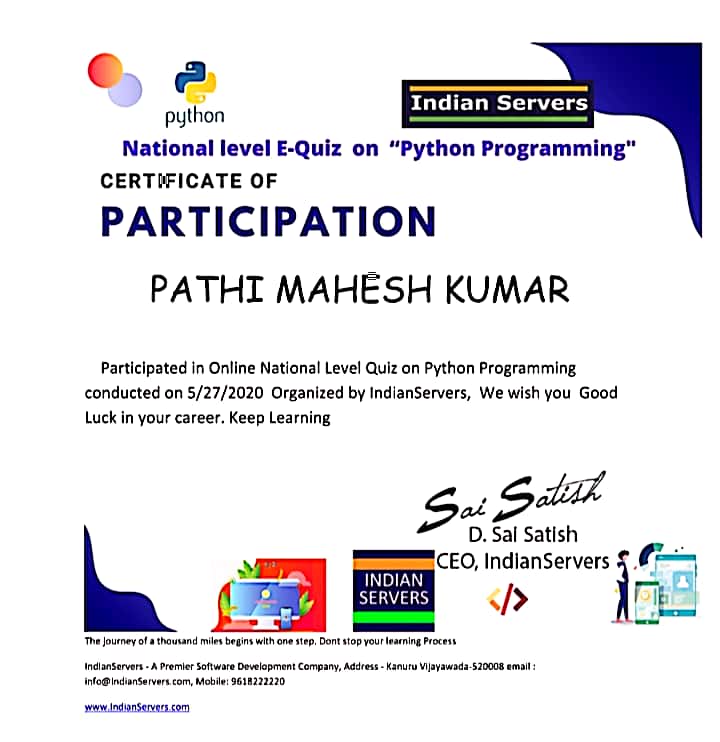 python
Indian Servers
National level E-Quiz on “Python Programming"
CERTIFICATE OF
PARTICIPATION
PATHI MAHESH KUMAR
Participated in Online National Level Quiz on Python Programming
conducted on 5/27/2020 Organized by IndianServers, We wish you Good
Luck in your career. Keep Learning
Sai Satish
D. Sai Satish
CEO, IndianServers
INDIAN
SERVERS
</>
The Journey of a thousand miles begins with one step. Dont stop your learning Process
IndianServers - A Premier Software Development Company, Address - Kanuru Vijayawada-520008 email :
info@IndianServers.com, Mobile: 9618222220
www.IndianServers.com